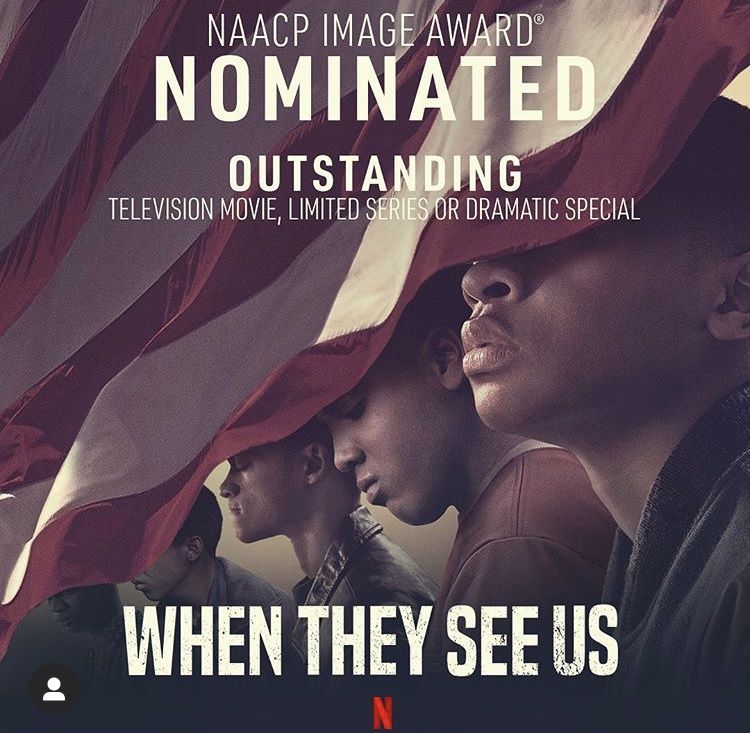 NAACP IMAGE AWARD®
NOMINATED
OUTSTANDING
TELEVISION MOVIE, LIMITED SERIES OR DRAMATIC SPECIAL
WHEN THEY SEE US
N